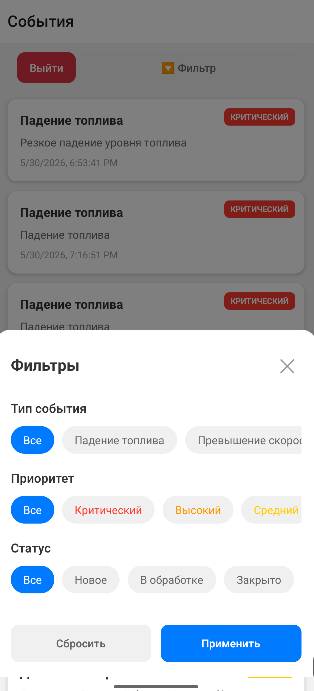 События
Выйти
🔽 Фильтр
Падение топлива
КРИТИЧЕСКИЙ
Резкое падение уровня топлива
5/30/2026, 6:53:41 PM
Падение топлива
КРИТИЧЕСКИЙ
Падение топлива
5/30/2026, 7:16:51 PM
Падение топлива
КРИТИЧЕСКИЙ
Падение топлива
Фильтры
Тип события
Все Падение топлива Превышение скорос
Приоритет
Все Критический Высокий Средний
Статус
Все Новое В обработке Закрыто
Сбросить Применить